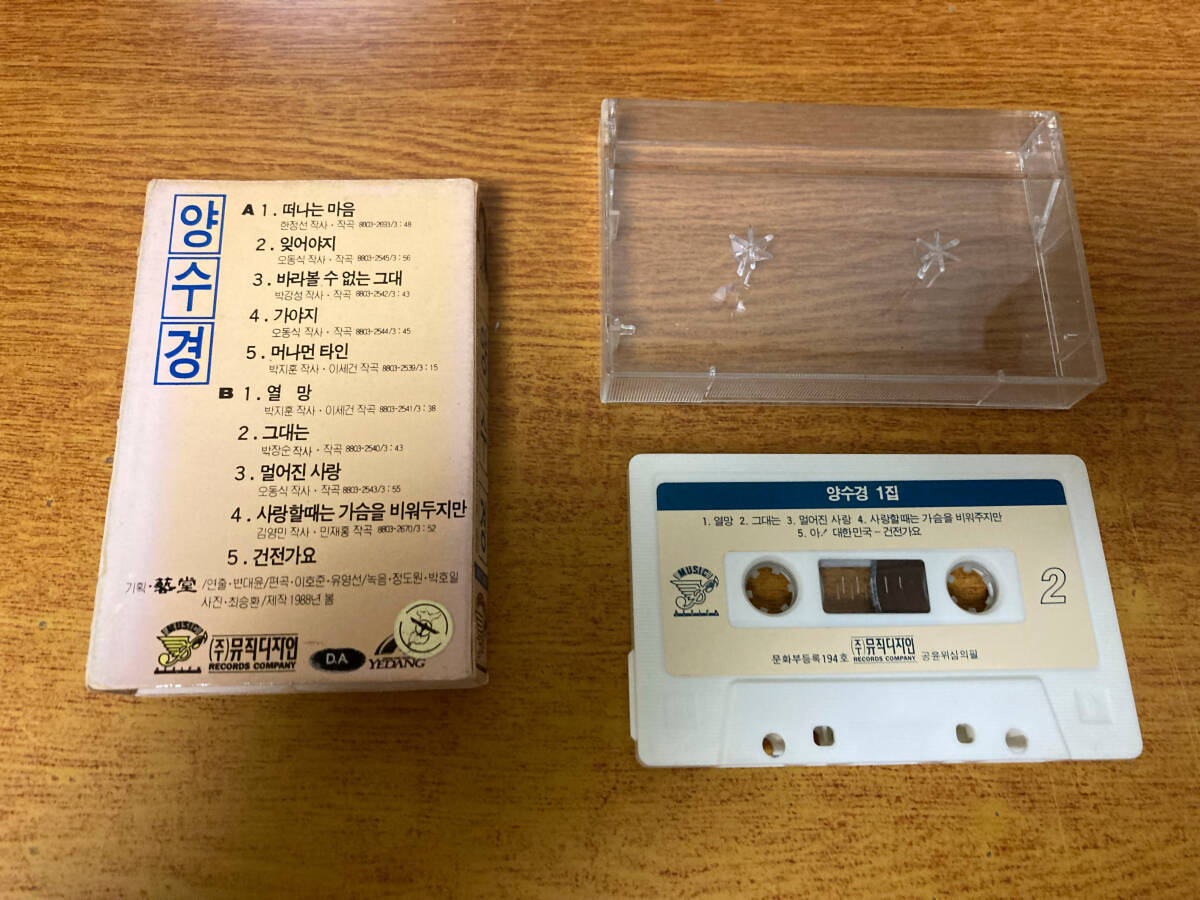 양수경
A 1. 떠나는 마음
한정선 작사·작곡 8803-2693/3:48
2. 잊어야지
오동식 작사·작곡 8803-2545/3:56
3. 바라볼 수 없는 그대
박강성 작사·작곡 8803-2542/3:43
4. 가야지
오동식 작사·작곡 8803-2544/3:45
5. 머나먼 타인
박지훈 작사·이세건 작곡 8803-2539/3:15
B 1. 열 망
박지훈 작사·이세건 작곡 8803-2541/3:38
2. 그대는
박장순 작사·작곡 8803-2540/3:43
3. 멀어진 사랑
오동식 작사·작곡 8803-2543/3:55
4. 사랑할때는 가슴을 비워두지만
김영민 작사·민재홍 작곡 8803-2670/3:52
5. 건전가요
기획·藝堂/연출·변대윤/편곡·이호준·유영선/녹음·정도원·박호일
사진·최승환/제작 1988년 봄
MUSIC
(주)뮤직디자인
RECORDS COMPANY
D.A.
YEDANG
양수경 1집
1. 열망 2. 그대는 3. 멀어진 사랑 4. 사랑할때는 가슴을 비워주지만
5. 아! 대한민국-건전가요
MUSIC
2
문화부등록194호 (주)뮤직디자인 공윤위심의필
RECORDS COMPANY